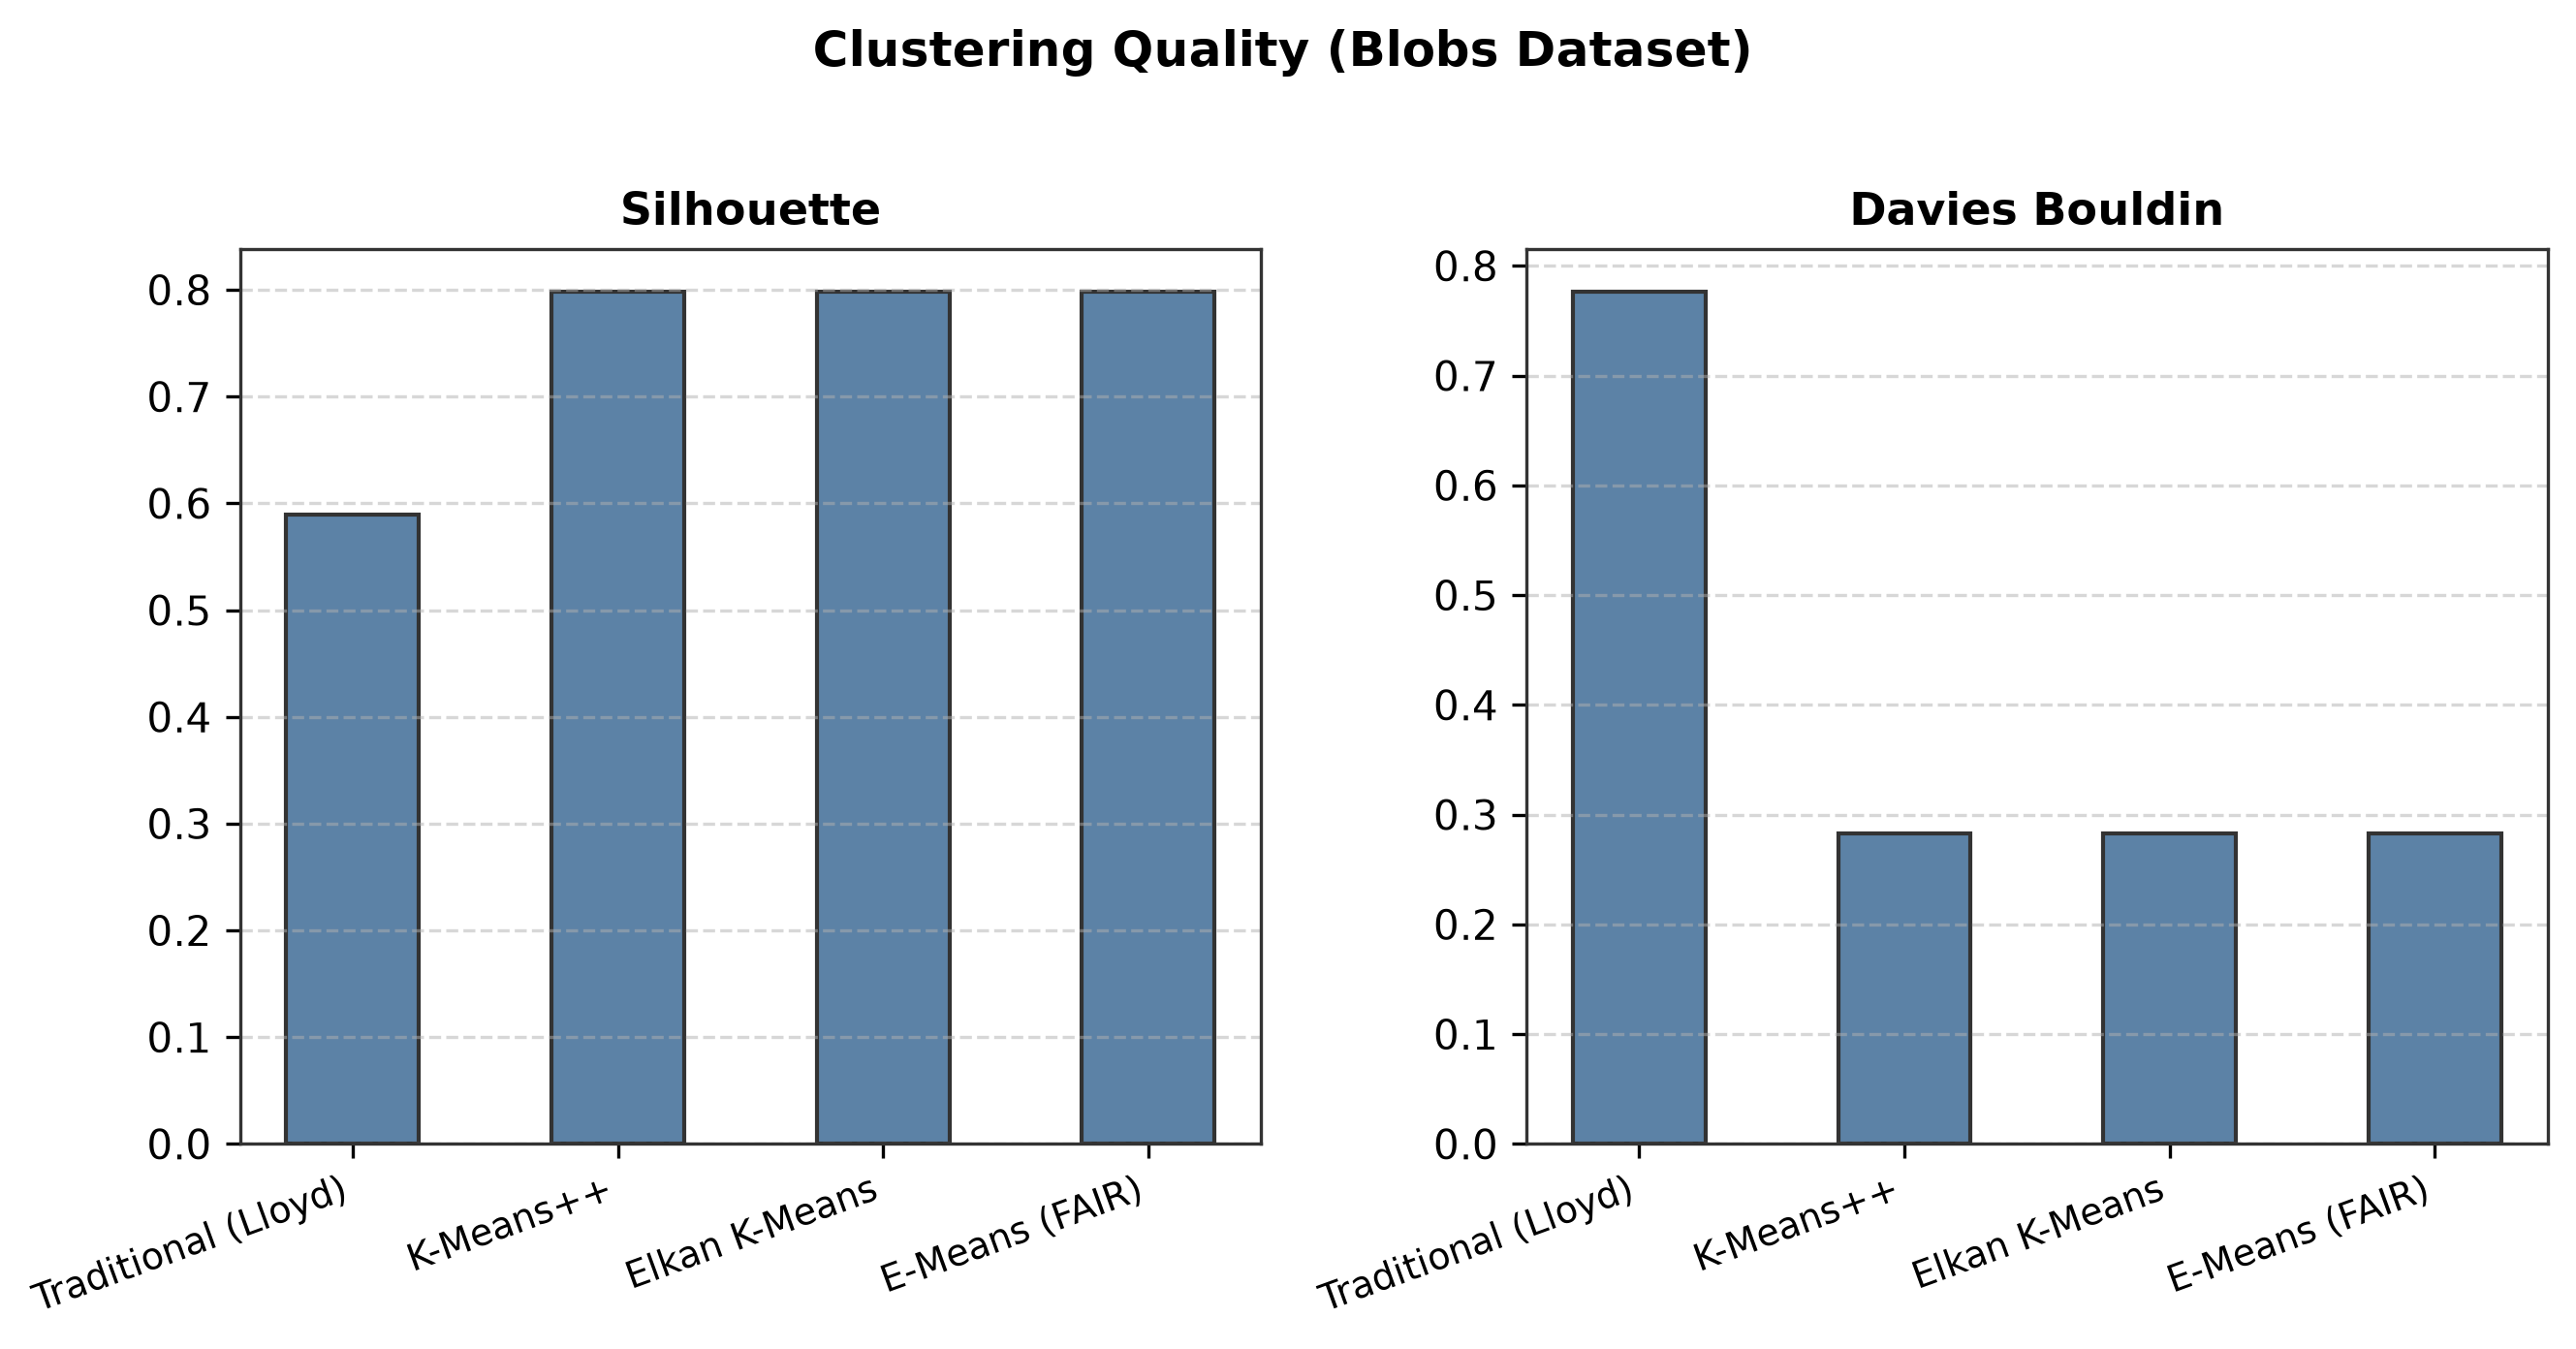 Clustering Quality (Blobs Dataset)
Silhouette
0.8
0.7
0.6
0.5
0.4
0.3
0.2
0.1
0.0
Traditional (Lloyd)
K-Means++
Elkan K-Means
E-Means (FAIR)
Davies Bouldin
0.8
0.7
0.6
0.5
0.4
0.3
0.2
0.1
0.0
Traditional (Lloyd)
K-Means++
Elkan K-Means
E-Means (FAIR)